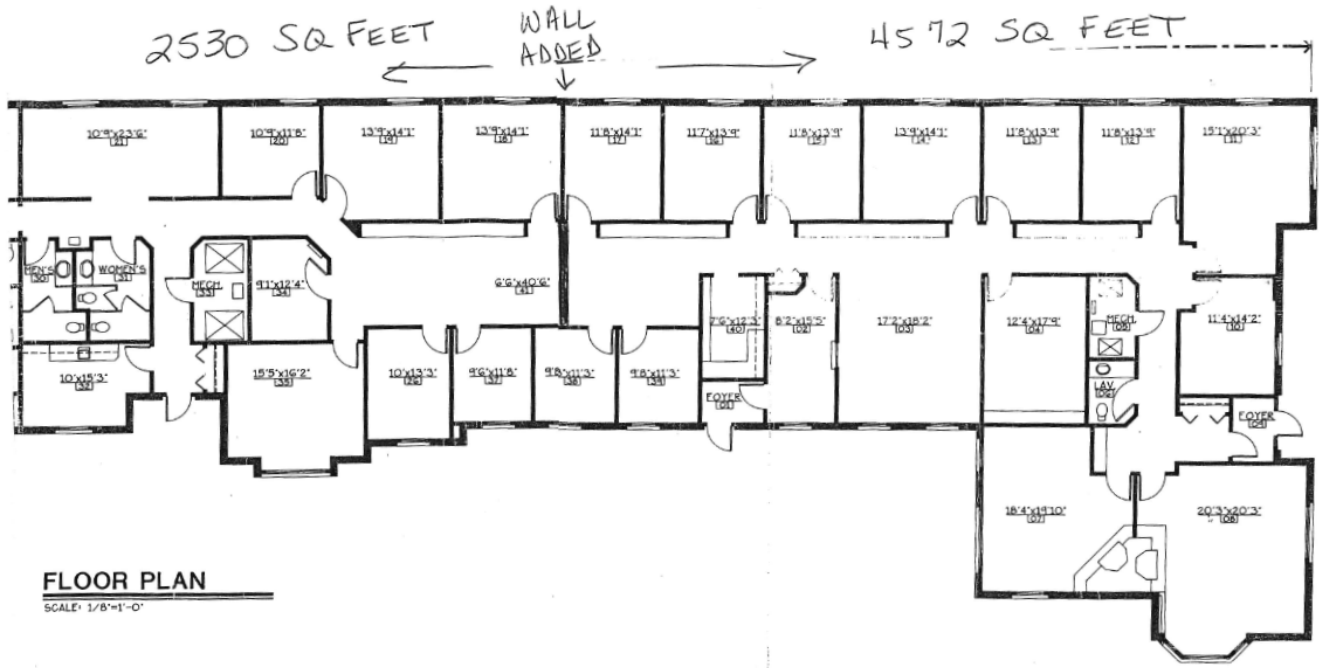 2530 SQ FEET
WALL
ADDED
4572 SQ FEET
10'9"x23'6"
21
10'9"x11'8"
20
13'9"x14'1"
19
13'9"x14'1"
18
11'8"x14'1"
17
11'7"x13'9"
16
11'8"x13'9"
15
13'9"x14'1"
14
11'8"x13'9"
13
11'8"x13'9"
12
15'1"x20'3"
11
MEN'S
30
WOMEN'S
31
MECH.
33
9'1"x12'4"
34
6'6"x40'6"
41
7'6"x12'3"
40
8'2"x15'5"
02
17'2"x18'2"
03
12'4"x17'9"
04
MECH.
05
11'4"x14'2"
10
10'x15'3"
32
15'5"x16'2"
35
10'x13'3"
9'6"x11'8"
37
9'8"x11'3"
38
9'8"x11'3"
39
FOYER
01
LAV.
06
FOYER
09
18'4"x19'10"
07
20'3"x20'3"
08
FLOOR PLAN
SCALE: 1/8"=1'-0"